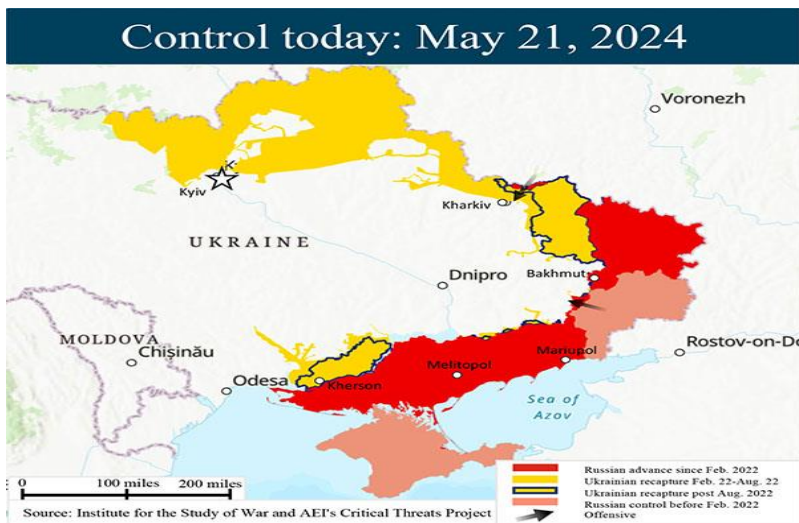 Control today: May 21, 2024
Voronezh
Kyiv
Kharkiv
UKRAINE
Dnipro
Bakhmut
MOLDOVA
Chișinău
Rostov-on-Do
Mariupol
Melitopol
Odesa
Kherson
Sea of
Azov
100 miles
200 miles
0
Russian advance since Feb. 2022
Ukrainian recapture Feb. 22-Aug. 22
Ukrainian recapture post Aug. 2022
Russian control before Feb. 2022
Offensive
Source: Institute for the Study of War and AEI's Critical Threats Project